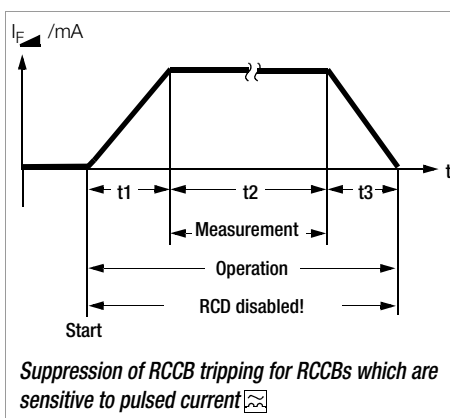 I_F /mA
t
t1 t2 t3
Measurement
Operation
RCD disabled!
Start
Suppression of RCCB tripping for RCCBs which are
sensitive to pulsed current